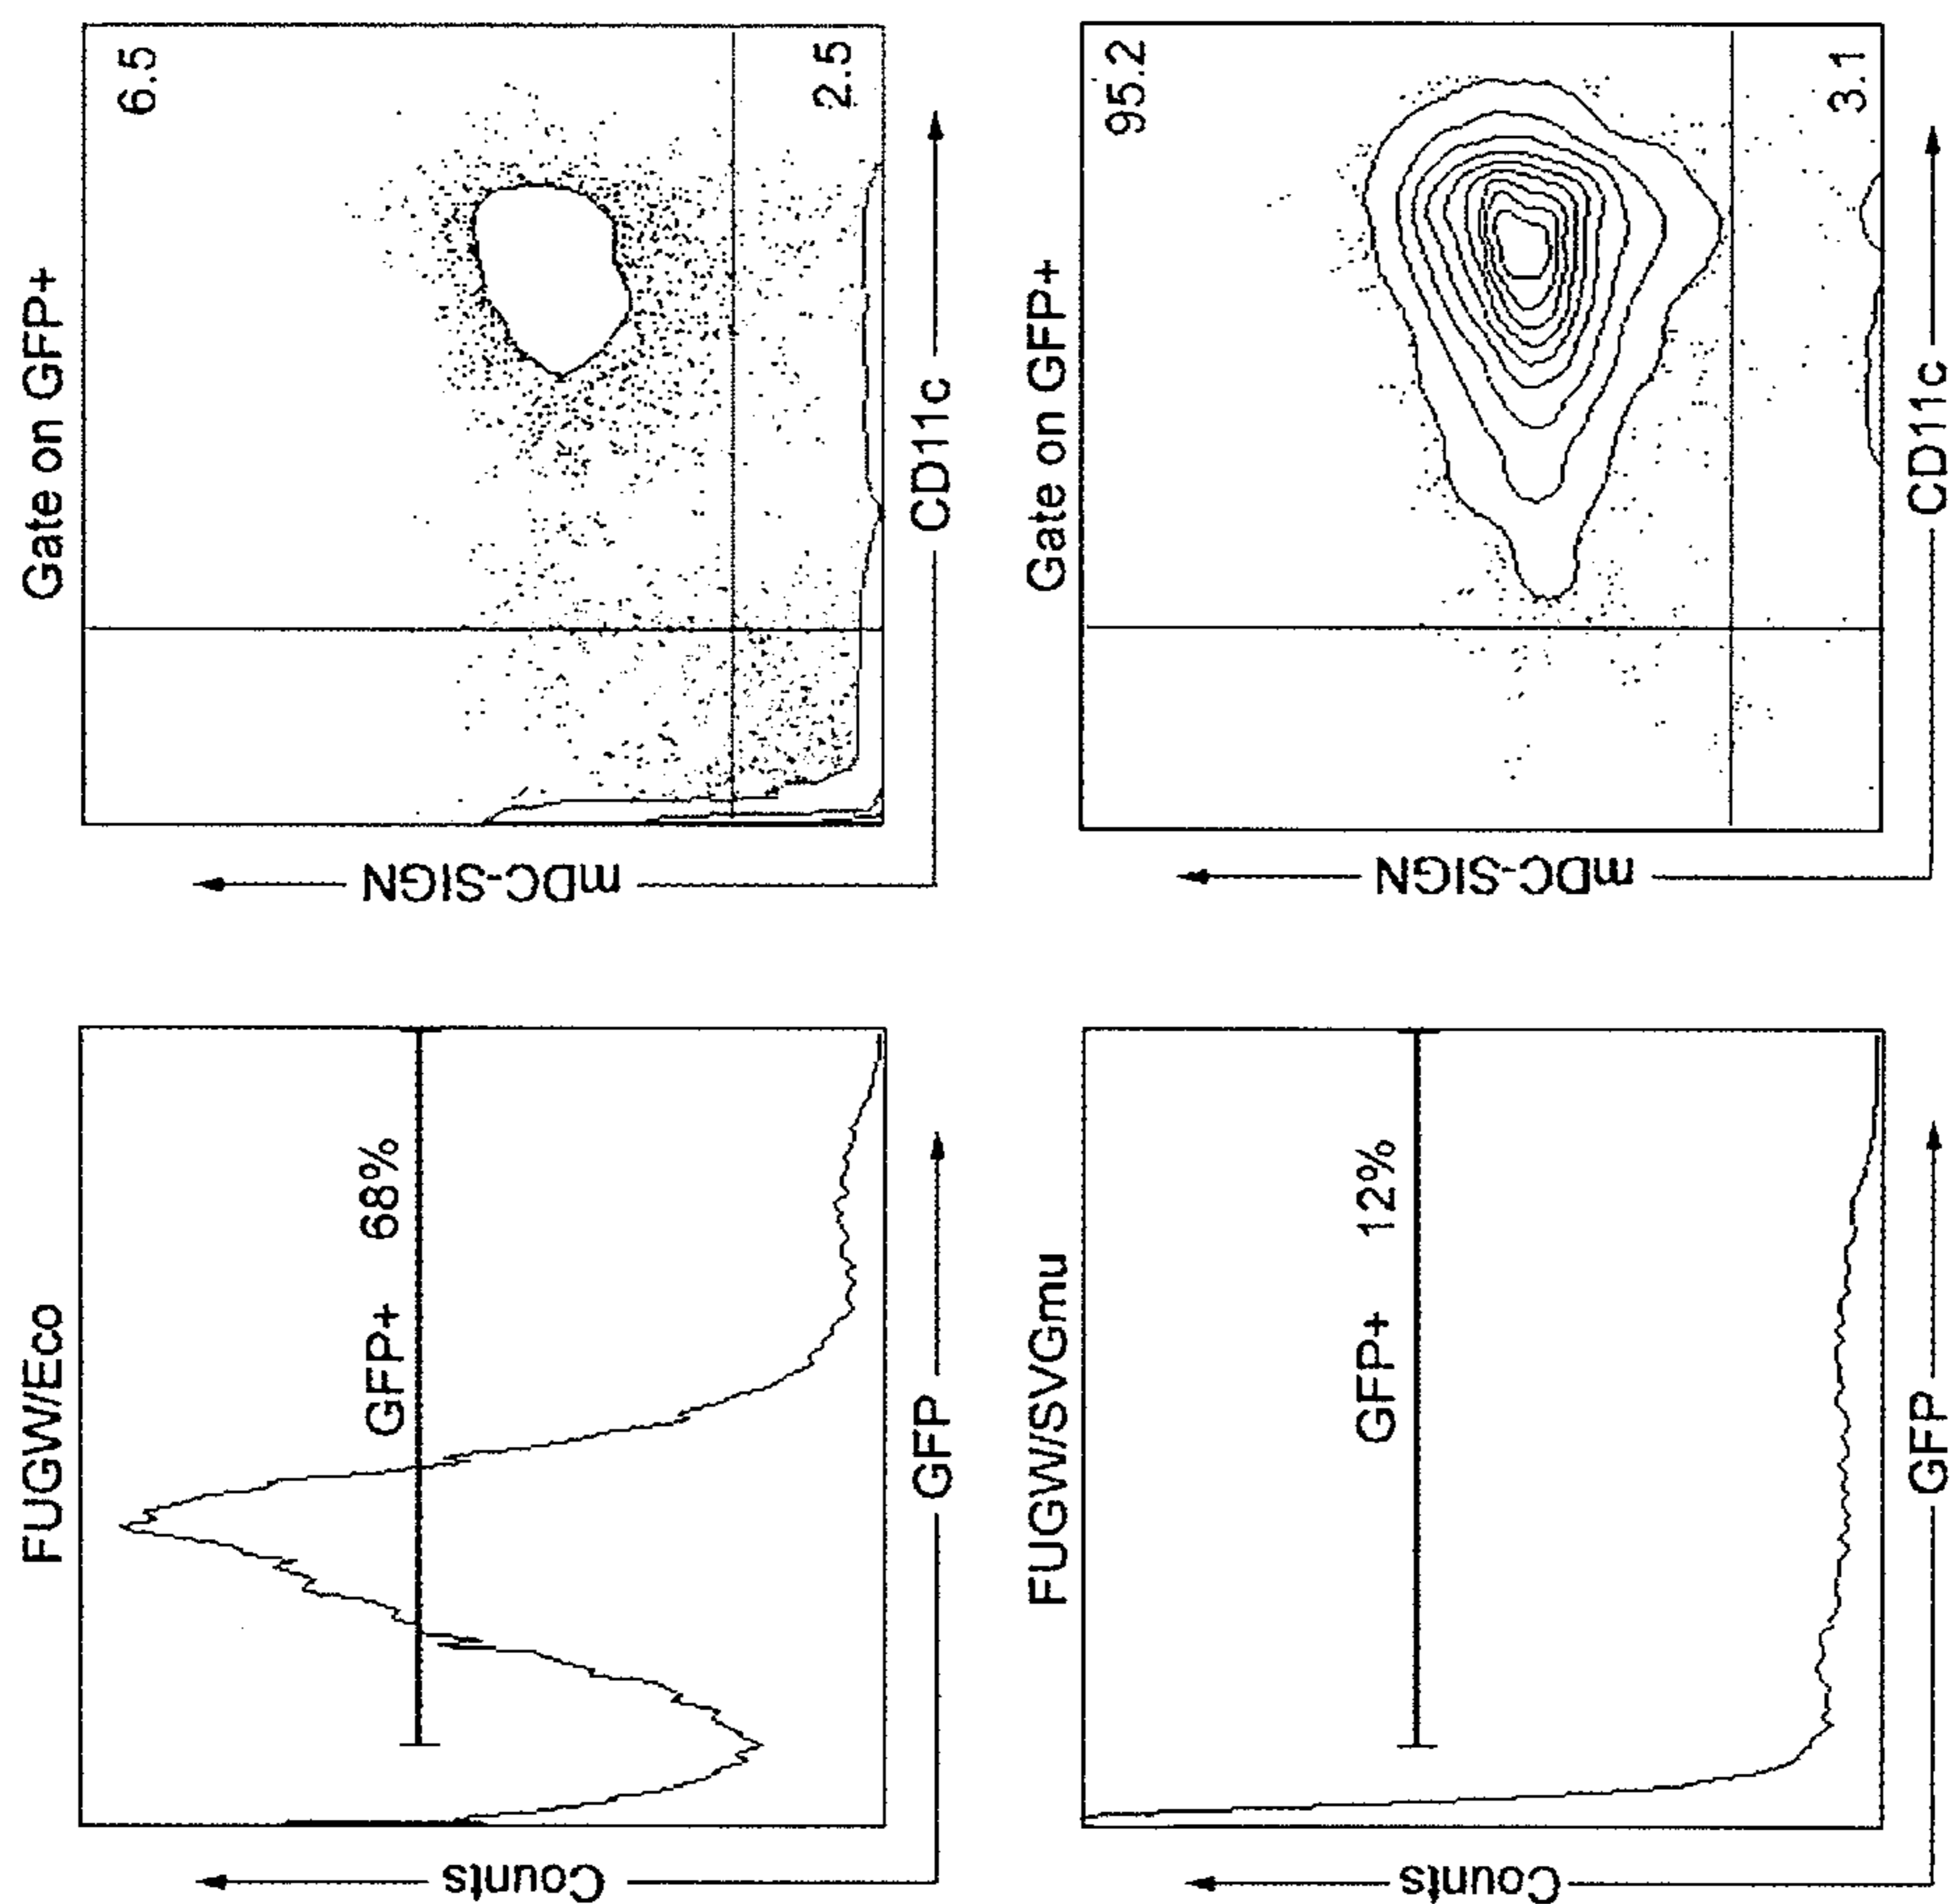 FUGW/Eco
GFP+ 68%
Counts
GFP
Gate on GFP+
6.5
2.5
mDC-SIGN
CD11c
FUGW/SVGmu
GFP+ 12%
Counts
GFP
Gate on GFP+
95.2
3.1
mDC-SIGN
CD11c